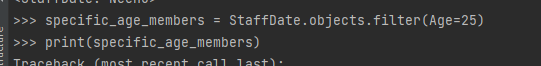 >>> specific_age_members = StaffDate.objects.filter(Age=25)
>>> print(specific_age_members)
Traceback (most recent call last):